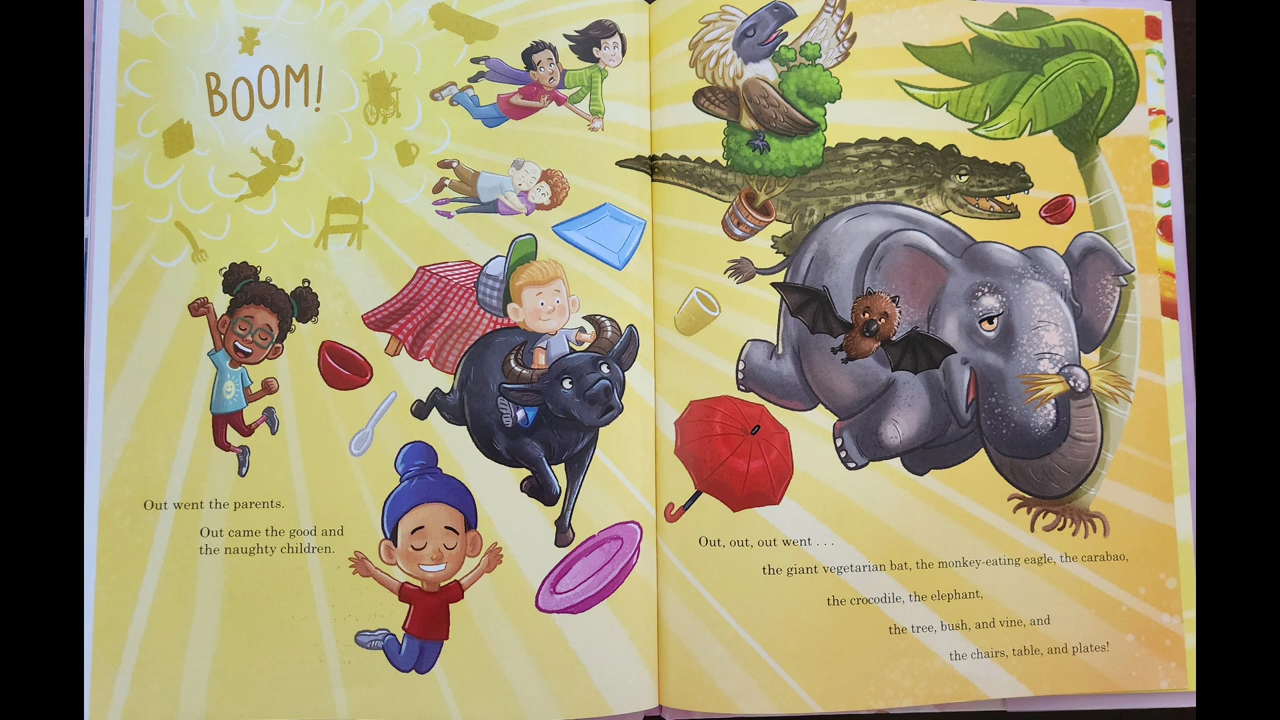 BOOM!
Out went the parents.
Out came the good and
the naughty children.
Out, out, out went . . .
the giant vegetarian bat, the monkey-eating eagle, the carabao,
the crocodile, the elephant,
the tree, bush, and vine, and
the chairs, table, and plates!